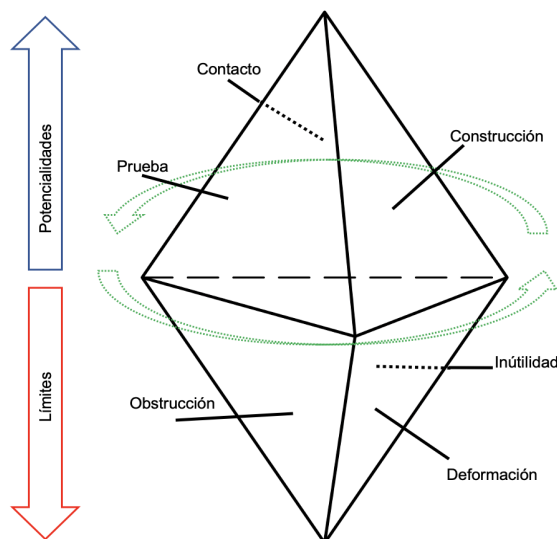 Contacto
Construcción
Prueba
Potencialidades
Inútilidad
Límites
Obstrucción
Deformación